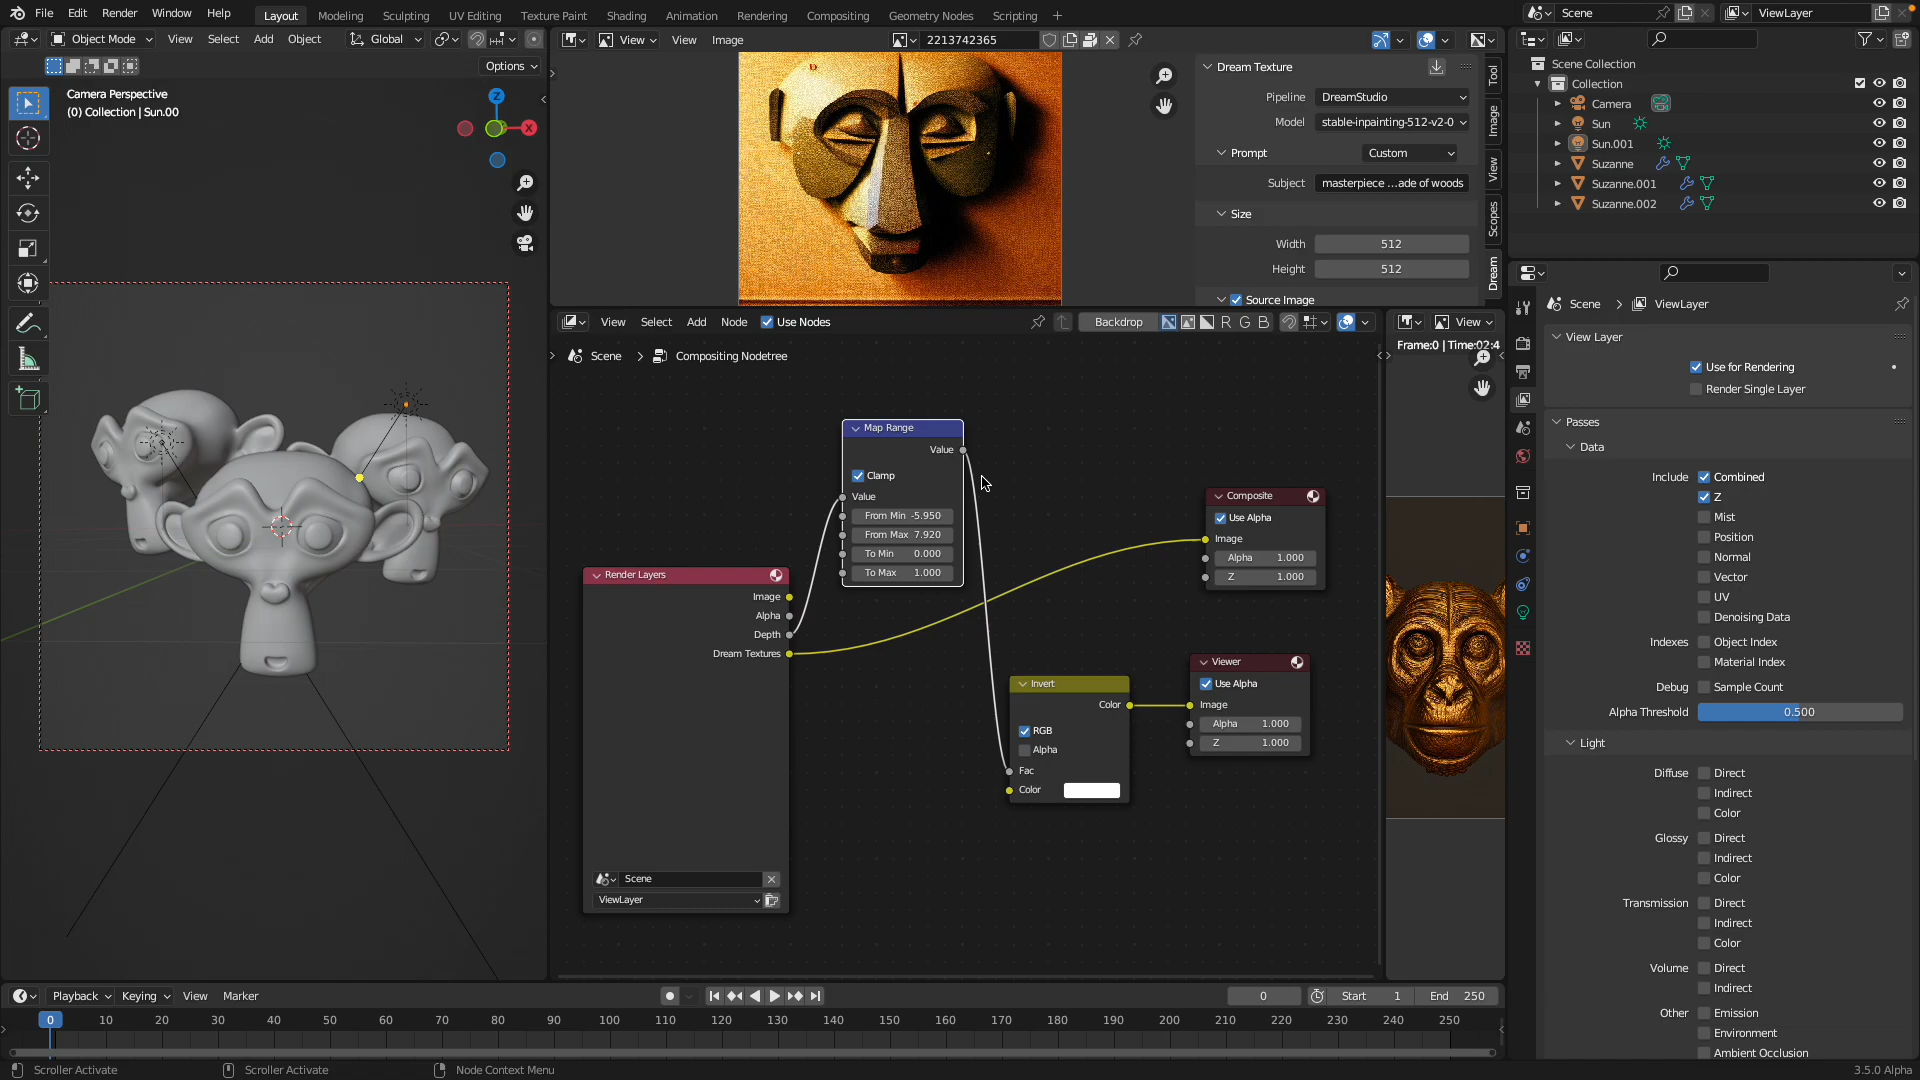 File Edit Render Window Help Layout Modeling Sculpting UV Editing Texture Paint Shading Animation Rendering Compositing Geometry Nodes Scripting + Scene ViewLayer
Object Mode View Select Add Object Global
Options
Camera Perspective
(0) Collection | Sun.00
Z
X
View View Image 2213742365
Dream Texture
Pipeline DreamStudio
Model stable-inpainting-512-v2-0
Prompt Custom
Subject masterpiece ...ade of woods
Size
Width 512
Height 512
Source Image
Tool
Image
View
Scopes
Dream
Scene Collection
Collection
Camera
Sun
Sun.001
Suzanne
Suzanne.001
Suzanne.002
View Select Add Node Use Nodes Backdrop R G B
Scene > Compositing Nodetree
Map Range
Value
Clamp
Value
From Min -5.950
From Max 7.920
To Min 0.000
To Max 1.000
Render Layers
Image
Alpha
Depth
Dream Textures
Scene
ViewLayer
Invert
Color
RGB
Alpha
Fac
Color
Composite
Use Alpha
Image
Alpha 1.000
Z 1.000
Viewer
Use Alpha
Image
Alpha 1.000
Z 1.000
View
Frame:0 | Time:02:4
Scene > ViewLayer
View Layer
Use for Rendering
Render Single Layer
Passes
Data
Include Combined
Z
Mist
Position
Normal
Vector
UV
Denoising Data
Indexes Object Index
Material Index
Debug Sample Count
Alpha Threshold 0.500
Light
Diffuse Direct
Indirect
Color
Glossy Direct
Indirect
Color
Transmission Direct
Indirect
Color
Volume Direct
Indirect
Other Emission
Environment
Ambient Occlusion
Playback Keying View Marker 0 Start 1 End 250
0 10 20 30 40 50 60 70 80 90 100 110 120 130 140 150 160 170 180 190 200 210 220 230 240 250
Scroller Activate Scroller Activate Node Context Menu 3.5.0 Alpha